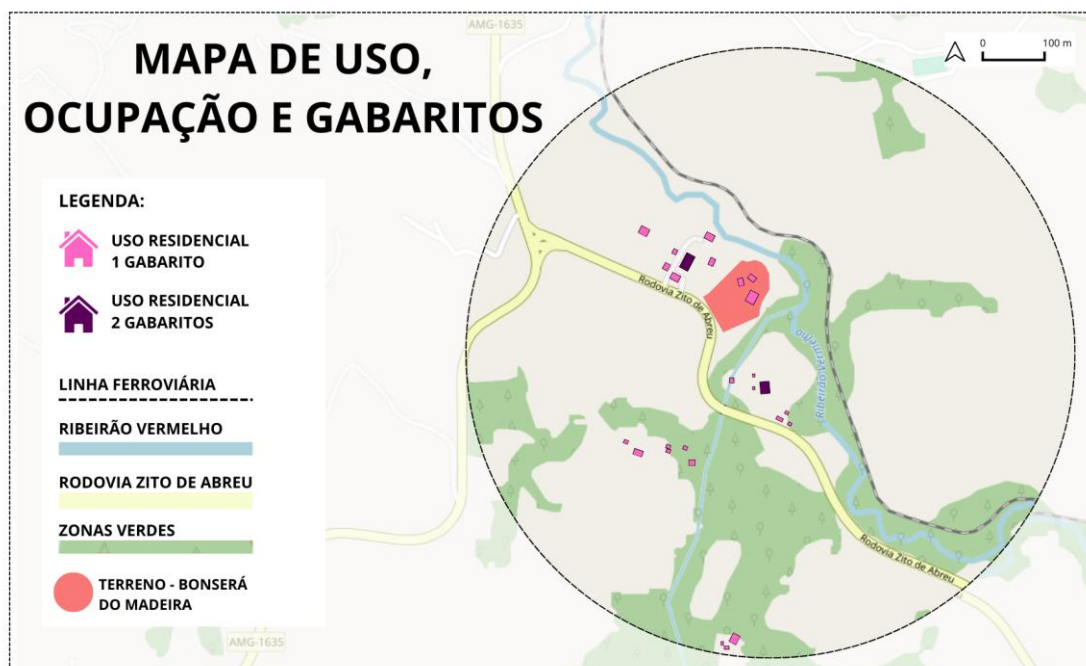 AMG-1635
MAPA DE USO,
OCUPAÇÃO E GABARITOS
0 100 m
LEGENDA:
USO RESIDENCIAL
1 GABARITO
USO RESIDENCIAL
2 GABARITOS
LINHA FERROVIÁRIA
RIBEIRÃO VERMELHO
RODOVIA ZITO DE ABREU
ZONAS VERDES
TERRENO - BONSERÁ
DO MADEIRA
Rodovia Zito de Abreu
Ribeirão Vermelho
Rodovia Zito de Abreu
AMG-1635